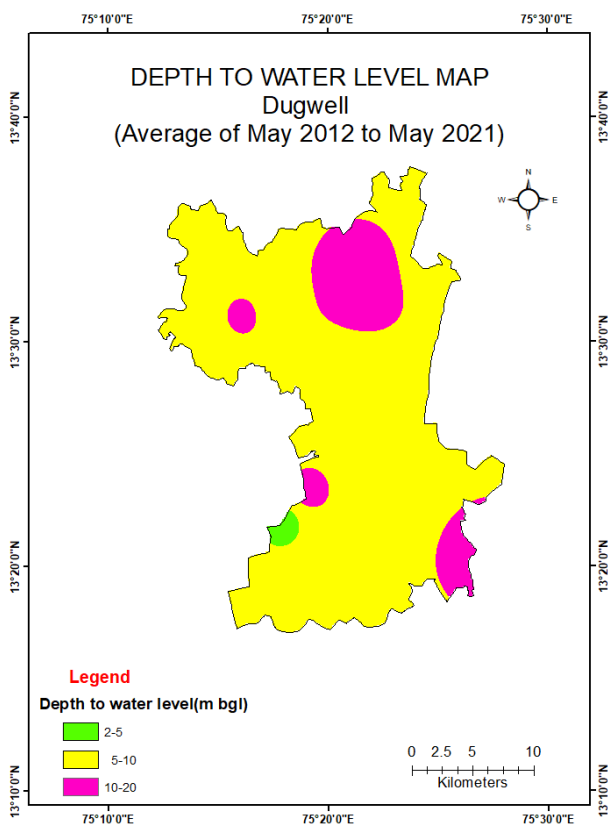 75°10'0"E 75°20'0"E 75°30'0"E
DEPTH TO WATER LEVEL MAP
Dugwell
(Average of May 2012 to May 2021)
13°40'0"N 13°40'0"N
N
W E
S
13°30'0"N 13°30'0"N
13°20'0"N 13°20'0"N
Legend
Depth to water level(m bgl)
2-5
5-10
10-20
0 2.5 5 10
Kilometers
13°10'0"N 13°10'0"N
75°10'0"E 75°20'0"E 75°30'0"E